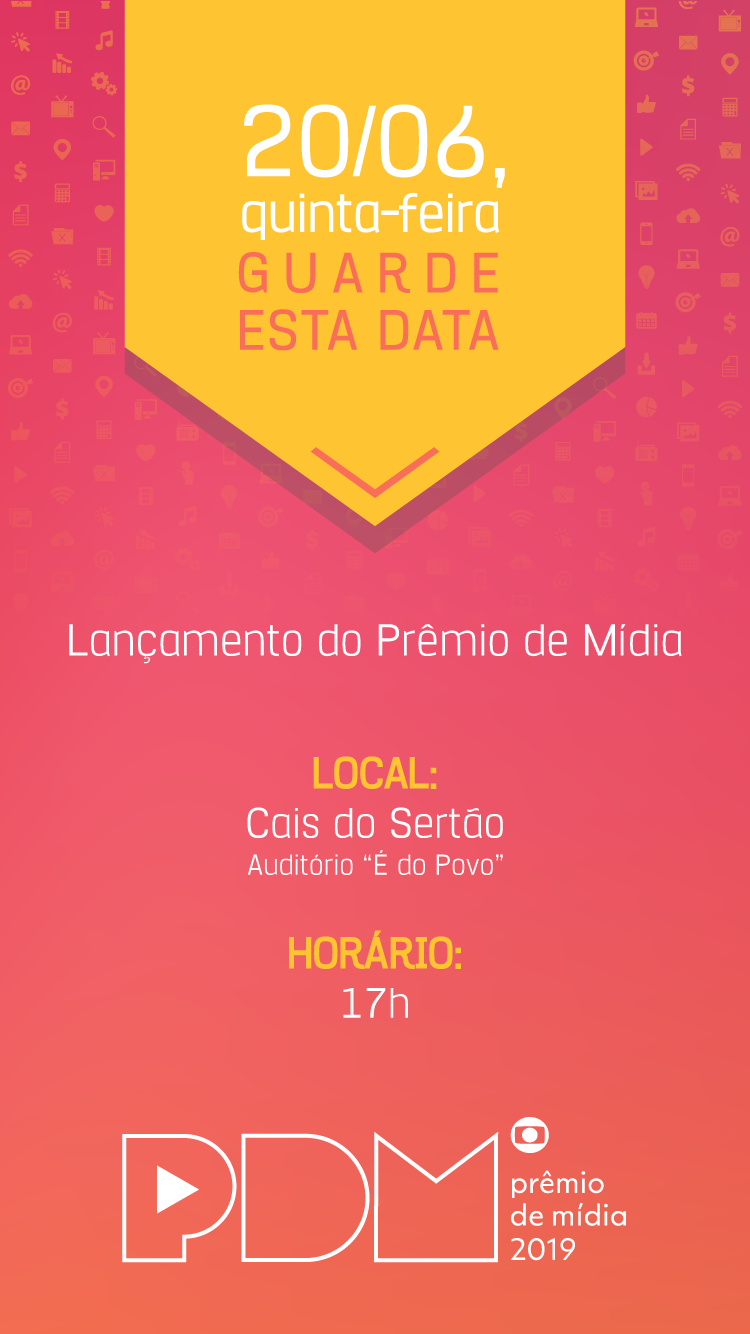 20/06,
quinta-feira
GUARDE
ESTA DATA
Lançamento do Prêmio de Mídia
LOCAL:
Cais do Sertão
Auditório “É do Povo”
HORÁRIO:
17h
PDM
prêmio
de mídia
2019